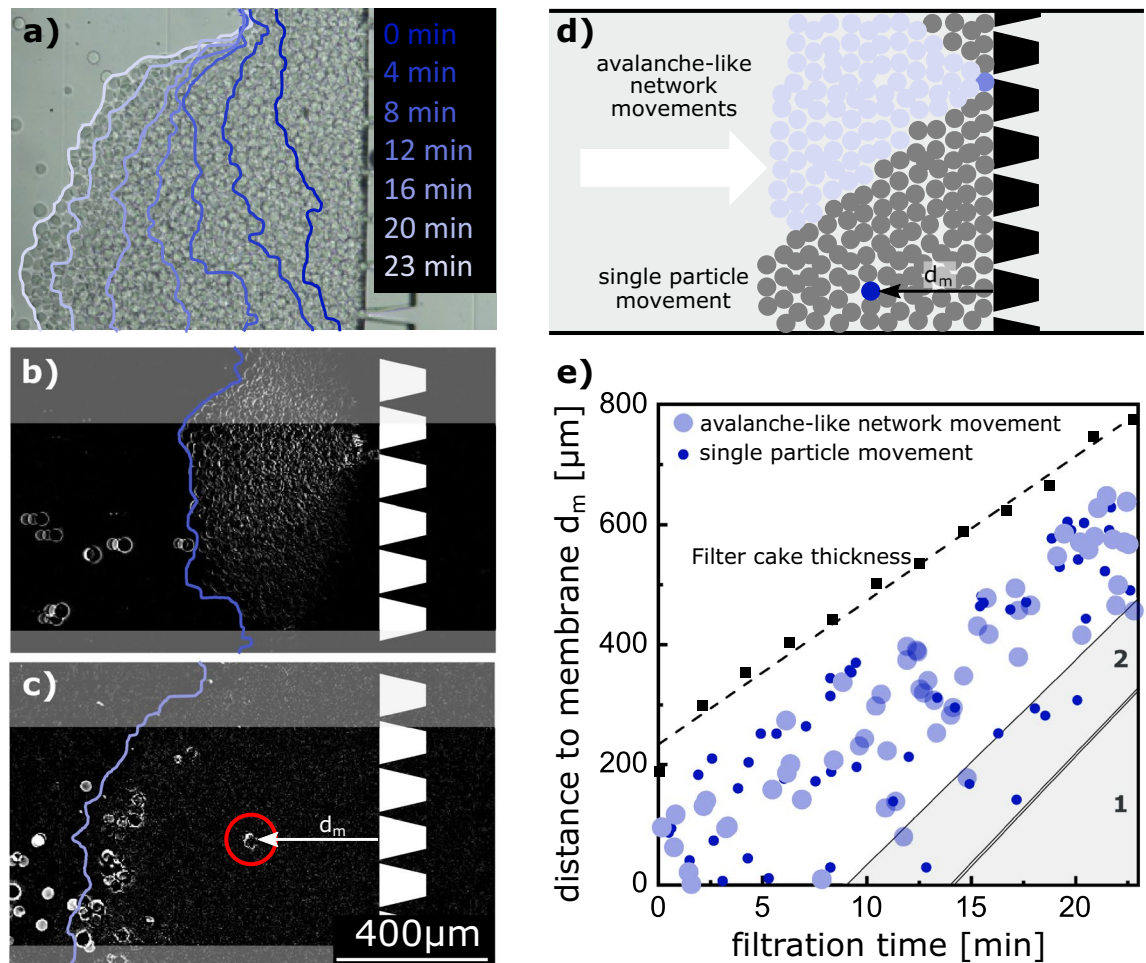 a)
0 min
4 min
8 min
12 min
16 min
20 min
23 min
b)
c)
dₘ
400µm
d)
avalanche-like
network
movements
single particle
movement
dₘ
e)
distance to membrane dₘ [µm]
800
600
400
200
0
avalanche-like network movement
single particle movement
Filter cake thickness
2
1
0
5
10
15
20
filtration time [min]